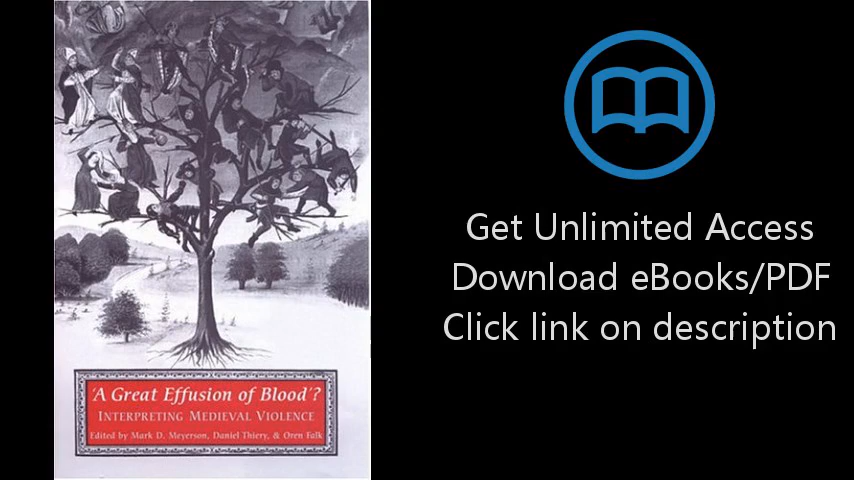 'A Great Effusion of Blood'?
INTERPRETING MEDIEVAL VIOLENCE
Edited by Mark D. Meyerson, Daniel Thiery, & Oren Falk
Get Unlimited Access
Download eBooks/PDF
Click link on description